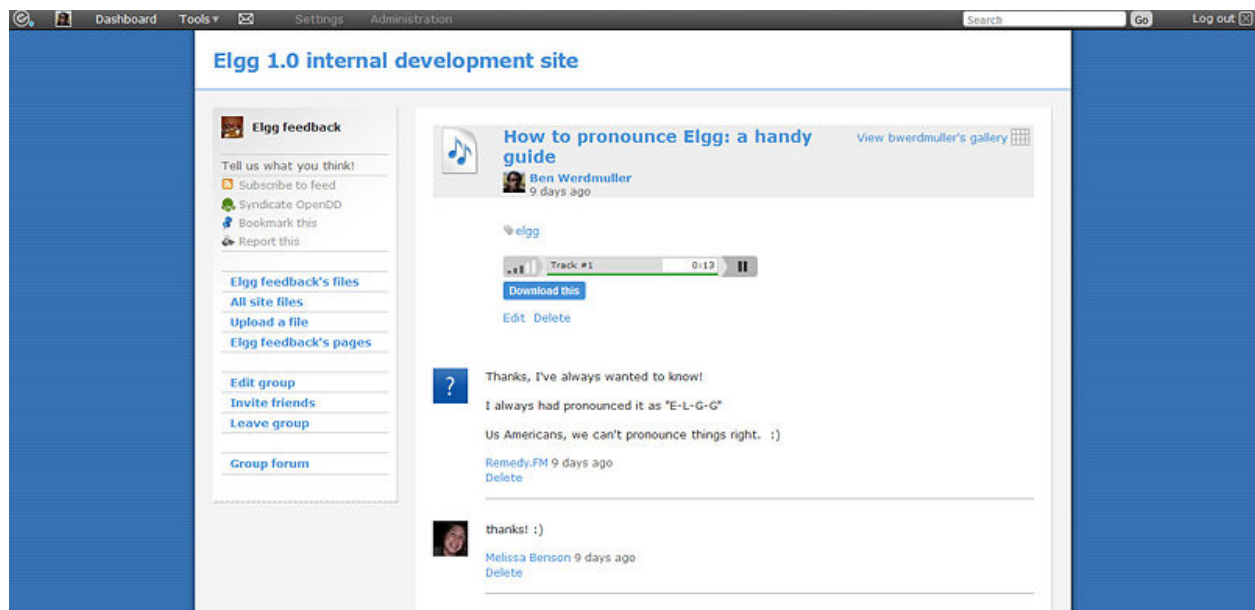 Dashboard Tools ▾ Settings Administration Search Go Log out
Elgg 1.0 internal development site
Elgg feedback
Tell us what you think!
Subscribe to feed
Syndicate OpenDD
Bookmark this
Report this
Elgg feedback's files
All site files
Upload a file
Elgg feedback's pages
Edit group
Invite friends
Leave group
Group forum
How to pronounce Elgg: a handy
guide
View bwerdmuller's gallery
Ben Werdmuller
9 days ago
elgg
Track #1 0:13
Download this
Edit Delete
?
Thanks, I've always wanted to know!
I always had pronounced it as "E-L-G-G"
Us Americans, we can't pronounce things right. :)
Remedy.FM 9 days ago
Delete
thanks! :)
Melissa Benson 9 days ago
Delete